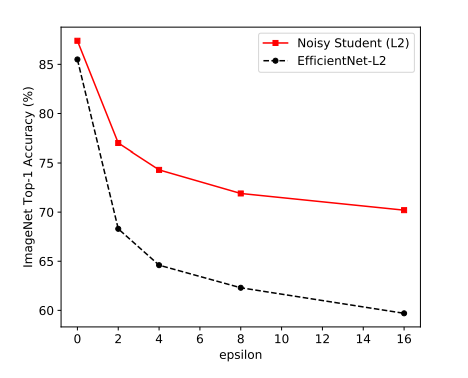 Noisy Student (L2)
EfficientNet-L2
ImageNet Top-1 Accuracy (%)
85
80
75
70
65
60
0 2 4 6 8 10 12 14 16
epsilon